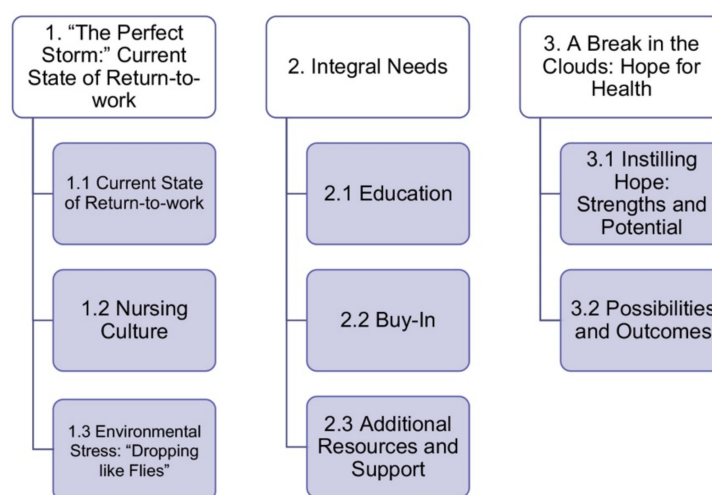 1. “The Perfect
Storm:” Current
State of Return-to-
work
1.1 Current State
of Return-to-work
1.2 Nursing
Culture
1.3 Environmental
Stress: “Dropping
like Flies”
2. Integral Needs
2.1 Education
2.2 Buy-In
2.3 Additional
Resources and
Support
3. A Break in the
Clouds: Hope for
Health
3.1 Instilling
Hope:
Strengths and
Potential
3.2 Possibilities
and Outcomes